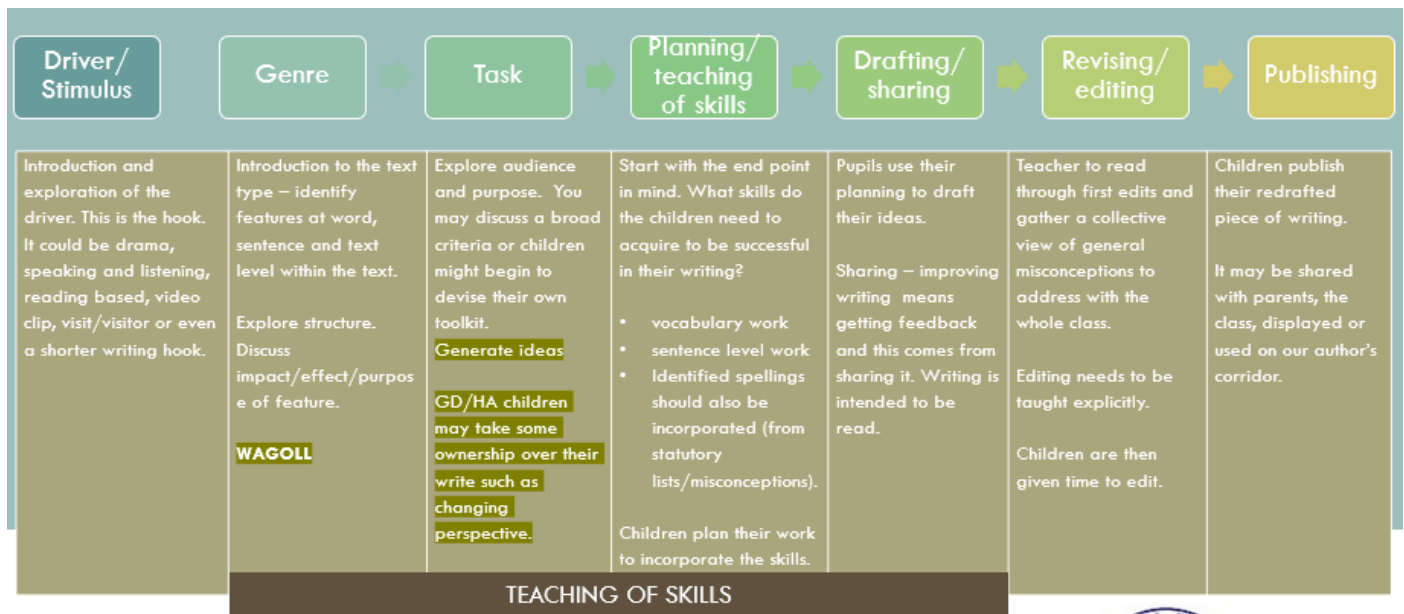 Driver/
Stimulus
Genre
Task
Planning/
teaching
of skills
Drafting/
sharing
Revising/
editing
Publishing
Introduction and
exploration of the
driver. This is the hook.
It could be drama,
speaking and listening,
reading based, video
clip, visit/visitor or even
a shorter writing hook.
Introduction to the text
type – identify
features at word,
sentence and text
level within the text.
Explore structure.
Discuss
impact/effect/purpos
e of feature.
WAGOLL
Explore audience
and purpose. You
may discuss a broad
criteria or children
might begin to
devise their own
toolkit.
Generate ideas
GD/HA children
may take some
ownership over their
write such as
changing
perspective.
Start with the end point
in mind. What skills do
the children need to
acquire to be successful
in their writing?
• vocabulary work
• sentence level work
• Identified spellings
should also be
incorporated (from
statutory
lists/misconceptions).
Children plan their work
to incorporate the skills.
Pupils use their
planning to draft
their ideas.
Sharing – improving
writing means
getting feedback
and this comes from
sharing it. Writing is
intended to be
read.
Teacher to read
through first edits and
gather a collective
view of general
misconceptions to
address with the
whole class.
Editing needs to be
taught explicitly.
Children are then
given time to edit.
Children publish
their redrafted
piece of writing.
It may be shared
with parents, the
class, displayed or
used on our author's
corridor.
TEACHING OF SKILLS